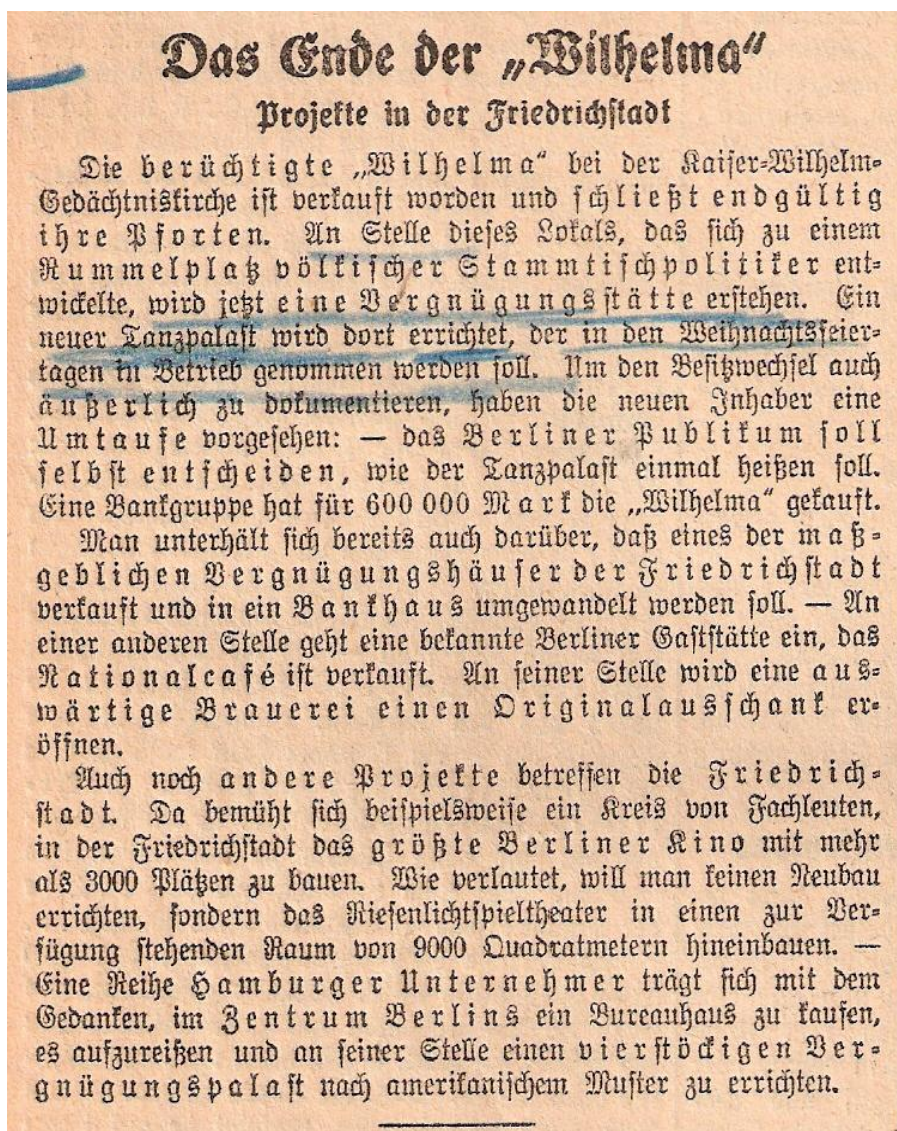 Das Ende der „Wilhelma“
Projekte in der Friedrichstadt
Die berüchtigte „Wilhelma“ bei der Kaiser-Wilhelm-
Gedächtniskirche ist verkauft worden und schließt endgültig
ihre Pforten. An Stelle dieses Lokals, das sich zu einem
Rummelplatz völkischer Stammtischpolitiker ent-
wickelte, wird jetzt eine Vergnügungsstätte erstehen. Ein
neuer Tanzpalast wird dort errichtet, der in den Weihnachtsfeier-
tagen in Betrieb genommen werden soll. Um den Besitzwechsel auch
äußerlich zu dokumentieren, haben die neuen Inhaber eine
Umtaufe vorgesehen: — das Berliner Publikum soll
selbst entscheiden, wie der Tanzpalast einmal heißen soll.
Eine Bankgruppe hat für 600 000 Mark die „Wilhelma“ gekauft.
Man unterhält sich bereits auch darüber, daß eines der maß-
geblichen Vergnügungshäuser der Friedrichstadt
verkauft und in ein Bankhaus umgewandelt werden soll. — An
einer anderen Stelle geht eine bekannte Berliner Gaststätte ein, das
Nationalcafé ist verkauft. An seiner Stelle wird eine aus-
wärtige Brauerei einen Originalausschank er-
öffnen.
Auch noch andere Projekte betreffen die Friedrich-
stadt. Da bemüht sich beispielsweise ein Kreis von Fachleuten,
in der Friedrichstadt das größte Berliner Kino mit mehr
als 3000 Plätzen zu bauen. Wie verlautet, will man keinen Neubau
errichten, sondern das Riesenlichtspieltheater in einen zur Ver-
fügung stehenden Raum von 9000 Quadratmetern hineinbauen. —
Eine Reihe Hamburger Unternehmer trägt sich mit dem
Gedanken, im Zentrum Berlins ein Bureauhaus zu kaufen,
es aufzureißen und an seiner Stelle einen vierstöckigen Ver-
gnügungspalast nach amerikanischem Muster zu errichten.